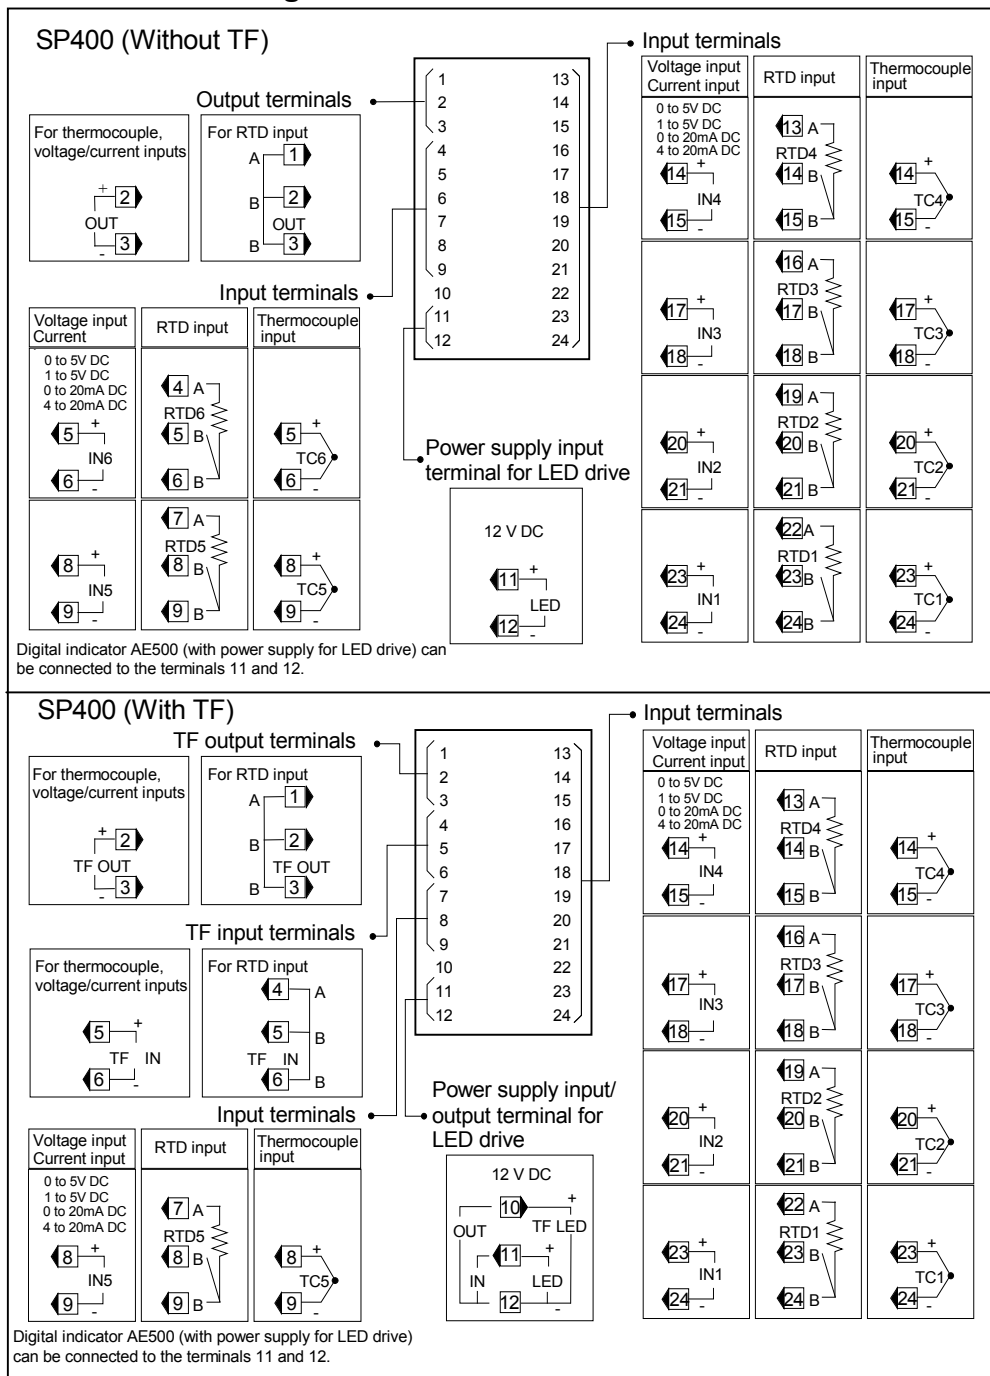 SP400 (Without TF)
Output terminals
For thermocouple,
voltage/current inputs
+
2
OUT
3
-
For RTD input
A 1
B 2
OUT
B 3
1 13
2 14
3 15
4 16
5 17
6 18
7 19
8 20
9 21
10 22
11 23
12 24
Input terminals
Voltage input
Current
RTD input
Thermocouple
input
0 to 5V DC
1 to 5V DC
0 to 20mA DC
4 to 20mA DC
5 +
IN6
6 -
4 A
RTD6
5 B
6 B
5 +
TC6
6 -
8 +
IN5
9 -
7 A
RTD5
8 B
9 B
8 +
TC5
9 -
Power supply input
terminal for LED drive
12 V DC
11 +
LED
12 -
Input terminals
Voltage input
Current input
RTD input
Thermocouple
input
0 to 5V DC
1 to 5V DC
0 to 20mA DC
4 to 20mA DC
14 +
IN4
15 -
13 A
RTD4
14 B
15 B
14 +
TC4
15 -
17 +
IN3
18 -
16 A
RTD3
17 B
18 B
17 +
TC3
18 -
20 +
IN2
21 -
19 A
RTD2
20 B
21 B
20 +
TC2
21 -
23 +
IN1
24 -
22 A
RTD1
23 B
24 B
23 +
TC1
24 -
Digital indicator AE500 (with power supply for LED drive) can
be connected to the terminals 11 and 12.
SP400 (With TF)
TF output terminals
For thermocouple,
voltage/current inputs
+
2
TF OUT
3
-
For RTD input
A 1
B 2
TF OUT
B 3
1 13
2 14
3 15
4 16
5 17
6 18
7 19
8 20
9 21
10 22
11 23
12 24
TF input terminals
For thermocouple,
voltage/current inputs
5 +
TF IN
6 -
For RTD input
4 A
5 B
TF IN
6 B
Input terminals
Voltage input
Current input
RTD input
Thermocouple
input
0 to 5V DC
1 to 5V DC
0 to 20mA DC
4 to 20mA DC
8 +
IN5
9 -
7 A
RTD5
8 B
9 B
8 +
TC5
9 -
Power supply input/
output terminal for
LED drive
12 V DC
10 +
OUT TF LED
11 +
IN LED
12 - -
Input terminals
Voltage input
Current input
RTD input
Thermocouple
input
0 to 5V DC
1 to 5V DC
0 to 20mA DC
4 to 20mA DC
14 +
IN4
15 -
13 A
RTD4
14 B
15 B
14 +
TC4
15 -
17 +
IN3
18 -
16 A
RTD3
17 B
18 B
17 +
TC3
18 -
20 +
IN2
21 -
19 A
RTD2
20 B
21 B
20 +
TC2
21 -
23 +
IN1
24 -
22 A
RTD1
23 B
24 B
23 +
TC1
24 -
Digital indicator AE500 (with power supply for LED drive)
can be connected to the terminals 11 and 12.